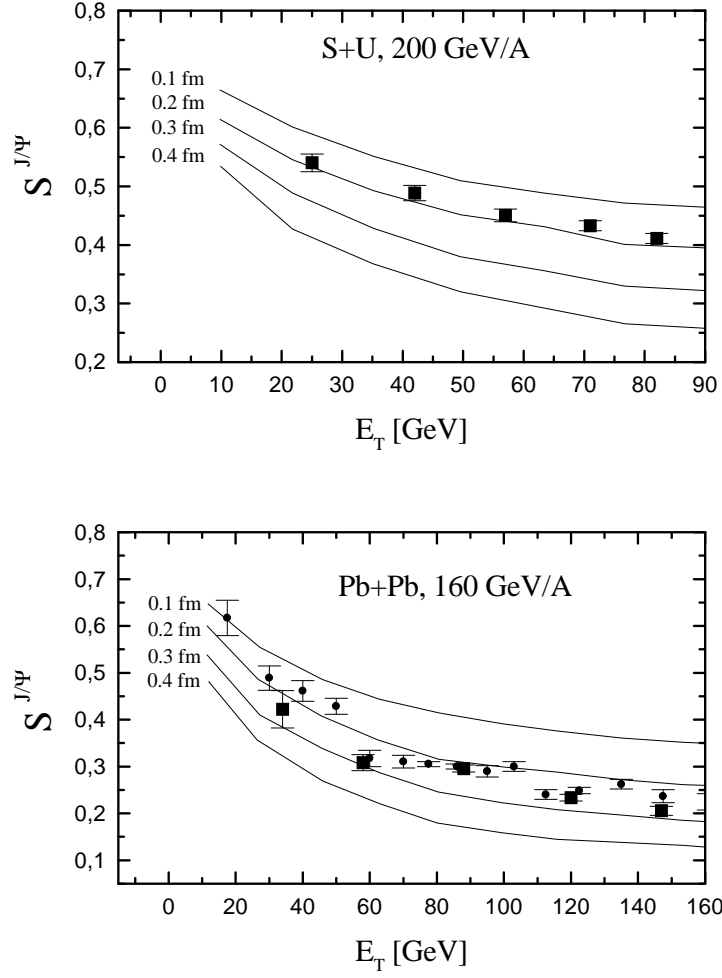 S+U, 200 GeV/A
0,8
0,7
0,6
0,5
0,4
0,3
0,2
S J/Ψ
0.1 fm
0.2 fm
0.3 fm
0.4 fm
0 10 20 30 40 50 60 70 80 90
E_T [GeV]
Pb+Pb, 160 GeV/A
0,8
0,7
0,6
0,5
0,4
0,3
0,2
0,1
S J/Ψ
0.1 fm
0.2 fm
0.3 fm
0.4 fm
0 20 40 60 80 100 120 140 160
E_T [GeV]